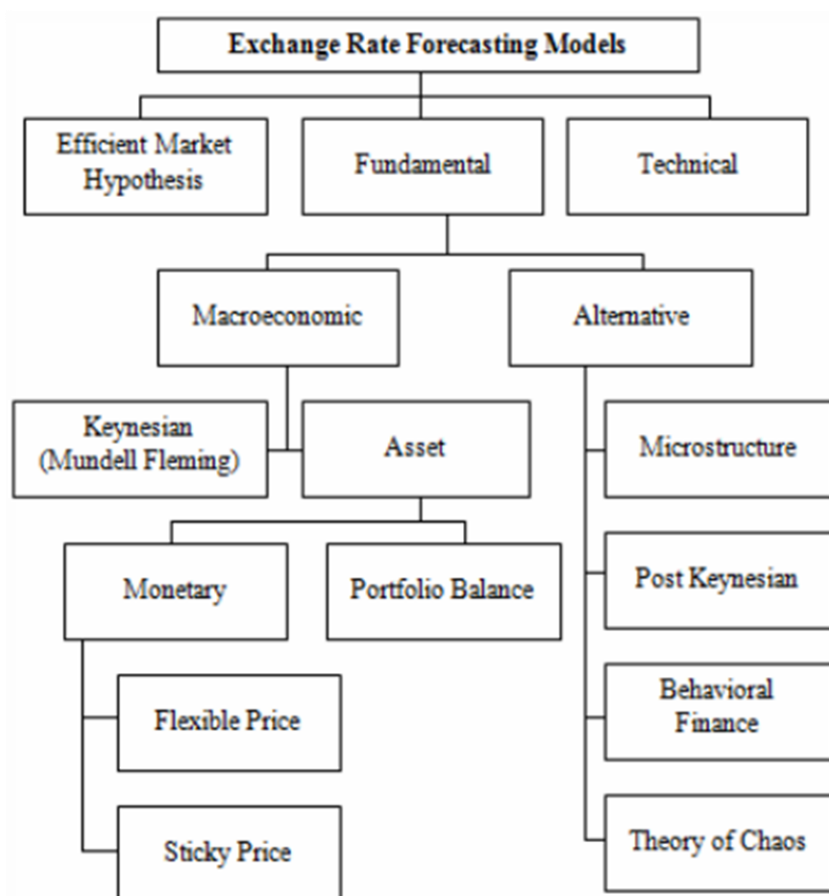 Exchange Rate Forecasting Models
Efficient Market
Hypothesis
Fundamental
Technical
Macroeconomic
Alternative
Keynesian
(Mundell Fleming)
Asset
Microstructure
Monetary
Portfolio Balance
Post Keynesian
Flexible Price
Behavioral
Finance
Sticky Price
Theory of Chaos